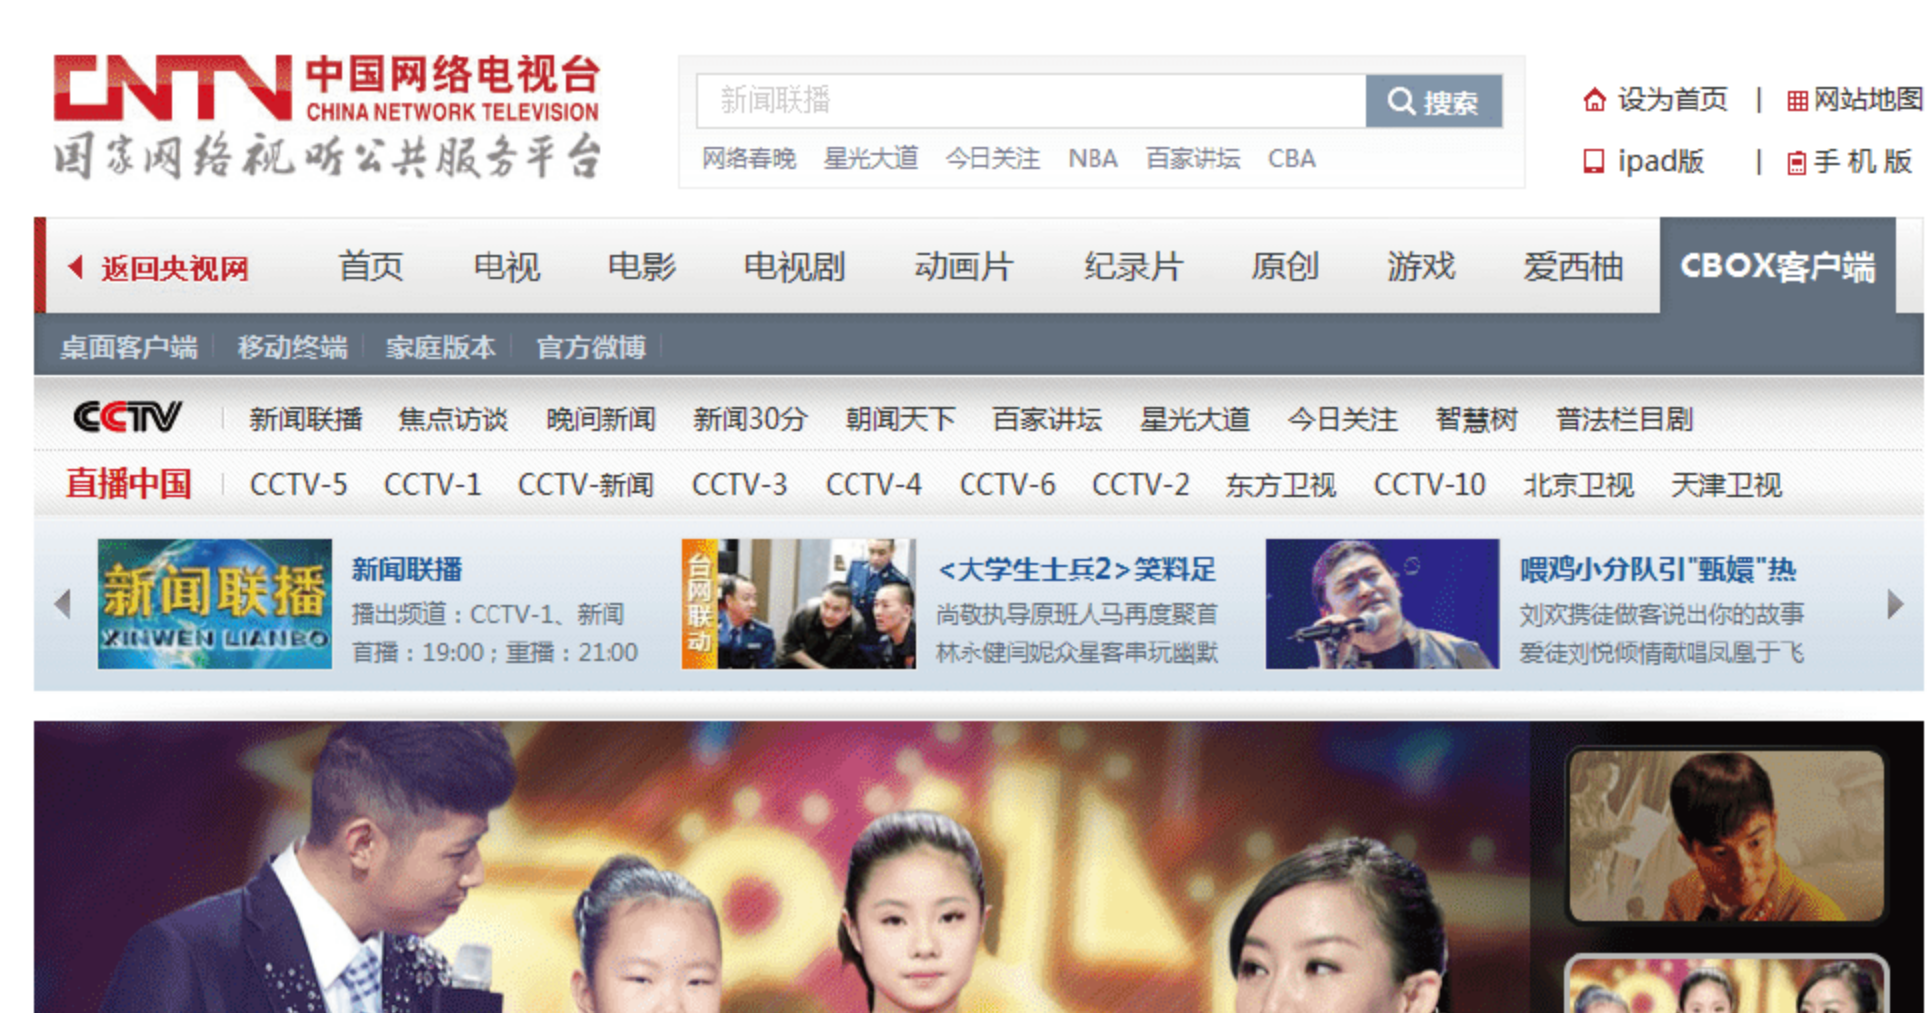 CNTV 中国网络电视台
CHINA NETWORK TELEVISION
国家网络视听公共服务平台
新闻联播 搜索
网络春晚 星光大道 今日关注 NBA 百家讲坛 CBA
设为首页 | 网站地图
ipad版 | 手机版
返回央视网 首页 电视 电影 电视剧 动画片 纪录片 原创 游戏 爱西柚 CBOX客户端
桌面客户端 移动终端 家庭版本 官方微博
CCTV 新闻联播 焦点访谈 晚间新闻 新闻30分 朝闻天下 百家讲坛 星光大道 今日关注 智慧树 普法栏目剧
直播中国 CCTV-5 CCTV-1 CCTV-新闻 CCTV-3 CCTV-4 CCTV-6 CCTV-2 东方卫视 CCTV-10 北京卫视 天津卫视
新闻联播
XINWEN LIANBO
新闻联播
播出频道：CCTV-1、新闻
首播：19:00；重播：21:00
台网联动
<大学生士兵2>笑料足
尚敬执导原班人马再度聚首
林永健闫妮众星客串玩幽默
喂鸡小分队引"甄嬛"热
刘欢携徒做客说出你的故事
爱徒刘悦倾情献唱凤凰于飞